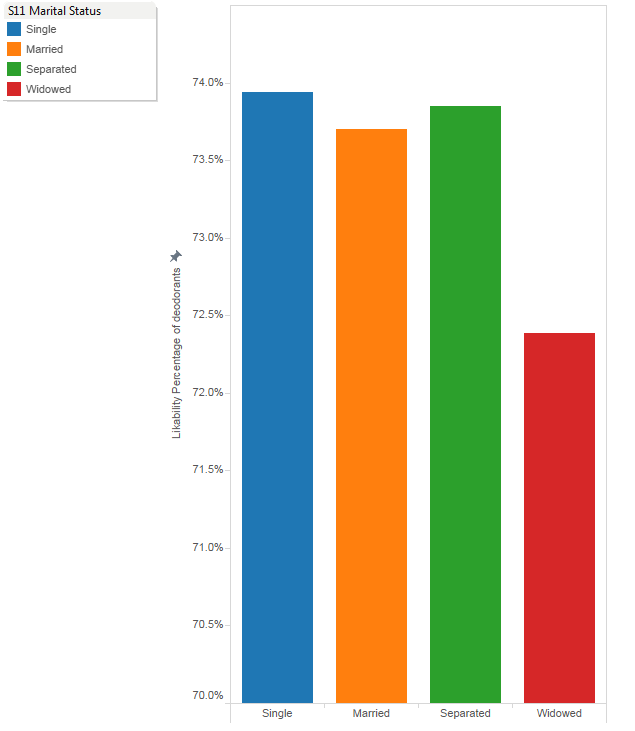 S11 Marital Status
Single
Married
Separated
Widowed
74.0%
73.5%
73.0%
72.5%
72.0%
71.5%
71.0%
70.5%
70.0%
Likability Percentage of deodorants
Single Married Separated Widowed